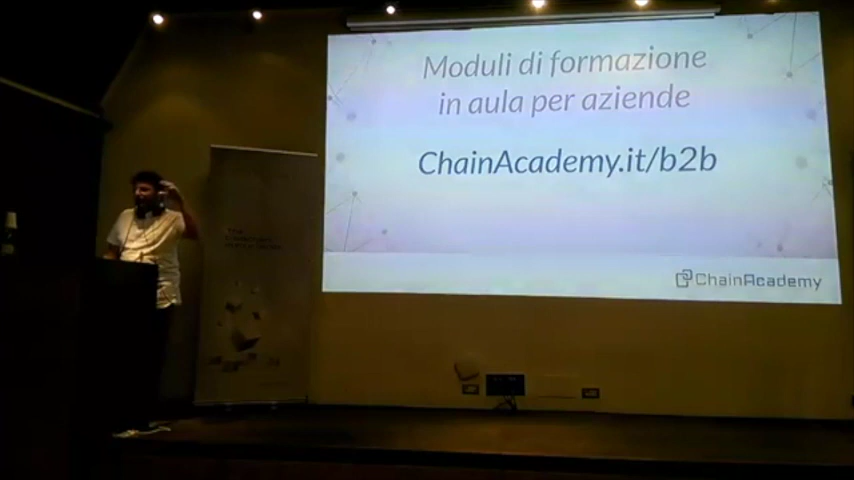 Moduli di formazione
in aula per aziende
ChainAcademy.it/b2b
ChainAcademy